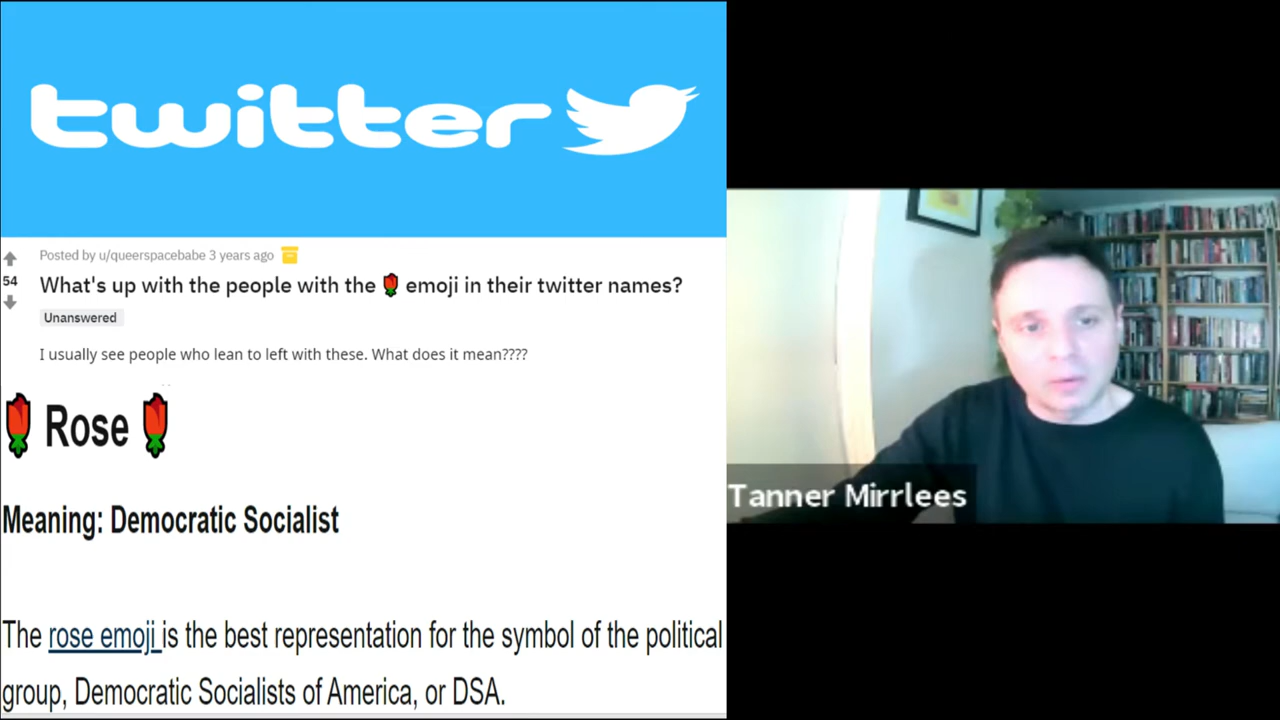 twitter
Posted by u/queerspacebabe 3 years ago
54
What's up with the people with the 🌹 emoji in their twitter names?
Unanswered
I usually see people who lean to left with these. What does it mean????
🌹 Rose 🌹
Meaning: Democratic Socialist
The rose emoji is the best representation for the symbol of the political
group, Democratic Socialists of America, or DSA.
Tanner Mirrlees